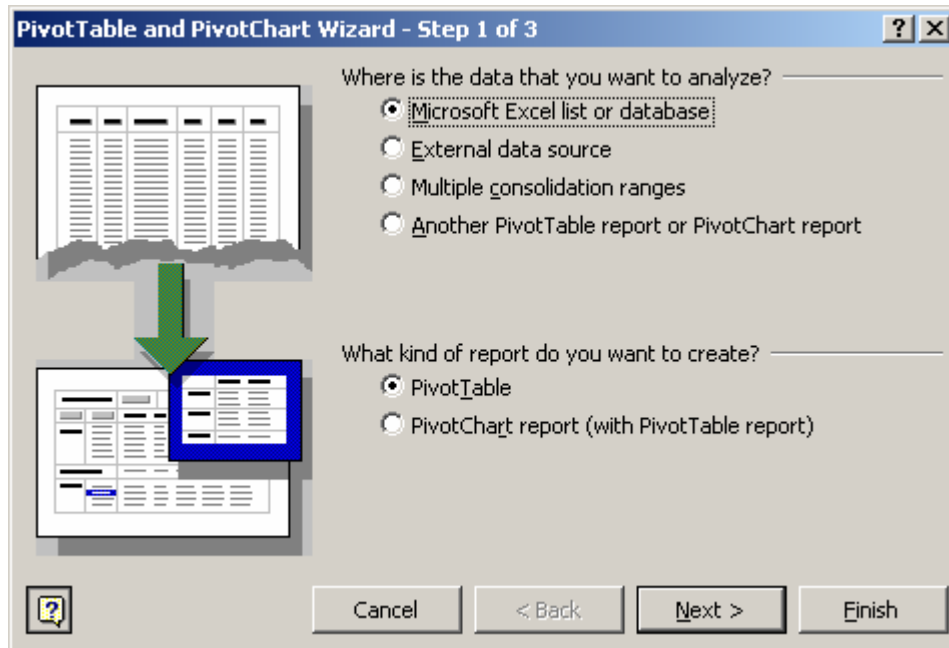 PivotTable and PivotChart Wizard - Step 1 of 3
Where is the data that you want to analyze?
Microsoft Excel list or database
External data source
Multiple consolidation ranges
Another PivotTable report or PivotChart report
What kind of report do you want to create?
PivotTable
PivotChart report (with PivotTable report)
Cancel < Back Next > Finish